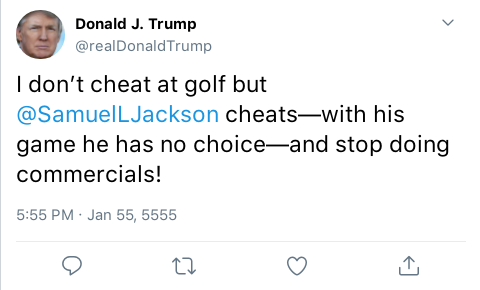 Donald J. Trump
@realDonaldTrump
I don’t cheat at golf but
@SamuelLJackson cheats—with his
game he has no choice—and stop doing
commercials!
5:55 PM · Jan 55, 5555